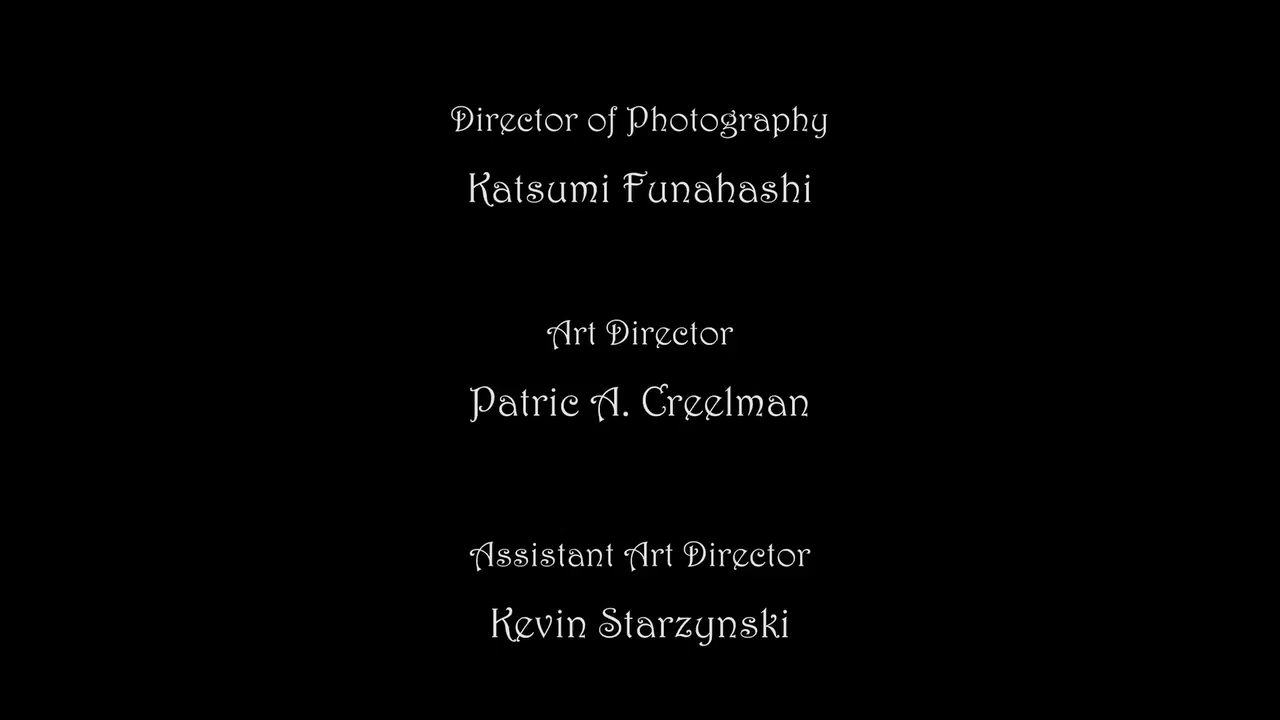 Director of Photography
Katsumi Funahashi
Art Director
Patric A. Creelman
Assistant Art Director
Kevin Starzynski